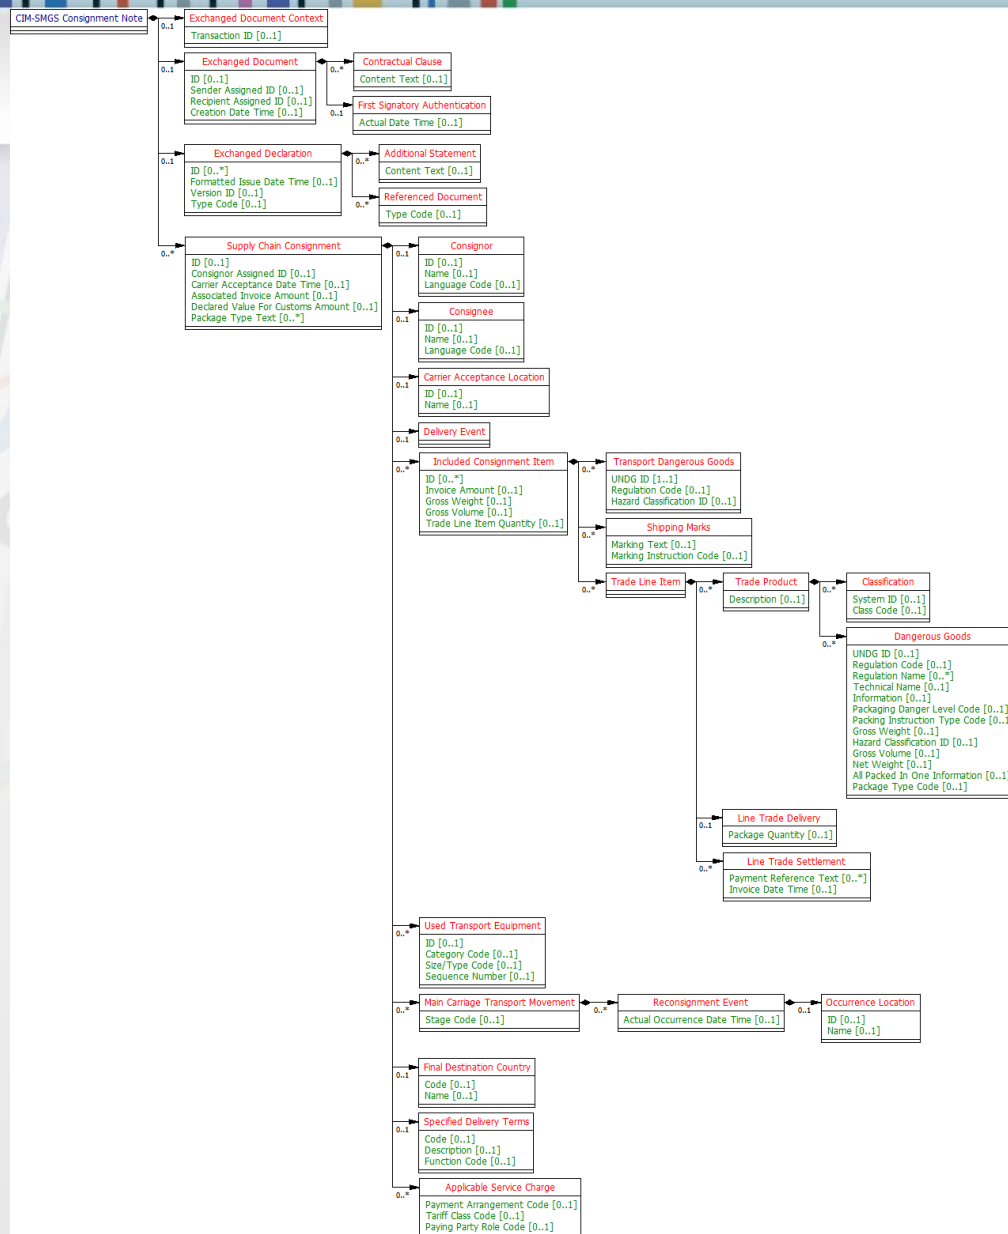 CIM-SMGS Consignment Note
0..1
Exchanged Document Context
Transaction ID [0..1]
0..1
Exchanged Document
ID [0..1]
Sender Assigned ID [0..1]
Recipient Assigned ID [0..1]
Creation Date Time [0..1]
0..*
Contractual Clause
Content Text [0..1]
0..1
First Signatory Authentication
Actual Date Time [0..1]
0..1
Exchanged Declaration
ID [0..*]
Formatted Issue Date Time [0..1]
Version ID [0..1]
Type Code [0..1]
0..*
Additional Statement
Content Text [0..1]
0..*
Referenced Document
Type Code [0..1]
0..*
Supply Chain Consignment
ID [0..1]
Consignor Assigned ID [0..1]
Carrier Acceptance Date Time [0..1]
Associated Invoice Amount [0..1]
Declared Value For Customs Amount [0..1]
Package Type Text [0..*]
0..1
Consignor
ID [0..1]
Name [0..1]
Language Code [0..1]
0..1
Consignee
ID [0..1]
Name [0..1]
Language Code [0..1]
0..1
Carrier Acceptance Location
ID [0..1]
Name [0..1]
0..1
Delivery Event
0..*
Included Consignment Item
ID [0..*]
Invoice Amount [0..1]
Gross Weight [0..1]
Gross Volume [0..1]
Trade Line Item Quantity [0..1]
0..*
Transport Dangerous Goods
UNDG ID [1..1]
Regulation Code [0..1]
Hazard Classification ID [0..1]
0..*
Shipping Marks
Marking Text [0..1]
Marking Instruction Code [0..1]
0..*
Trade Line Item
0..*
Trade Product
Description [0..1]
0..*
Classification
System ID [0..1]
Class Code [0..1]
0..*
Dangerous Goods
UNDG ID [0..1]
Regulation Code [0..1]
Regulation Name [0..*]
Technical Name [0..1]
Information [0..1]
Packaging Danger Level Code [0..1]
Packing Instruction Type Code [0..1
Gross Weight [0..1]
Hazard Classification ID [0..1]
Gross Volume [0..1]
Net Weight [0..1]
All Packed In One Information [0..1]
Package Type Code [0..1]
0..1
Line Trade Delivery
Package Quantity [0..1]
0..*
Line Trade Settlement
Payment Reference Text [0..*]
Invoice Date Time [0..1]
0..*
Used Transport Equipment
ID [0..1]
Category Code [0..1]
Size/Type Code [0..1]
Sequence Number [0..1]
0..*
Main Carriage Transport Movement
Stage Code [0..1]
0..*
Reconsignment Event
Actual Occurrence Date Time [0..1]
0..1
Occurrence Location
ID [0..1]
Name [0..1]
0..1
Final Destination Country
Code [0..1]
Name [0..1]
0..1
Specified Delivery Terms
Code [0..1]
Description [0..1]
Function Code [0..1]
0..*
Applicable Service Charge
Payment Arrangement Code [0..1]
Tariff Class Code [0..1]
Paying Party Role Code [0..1]